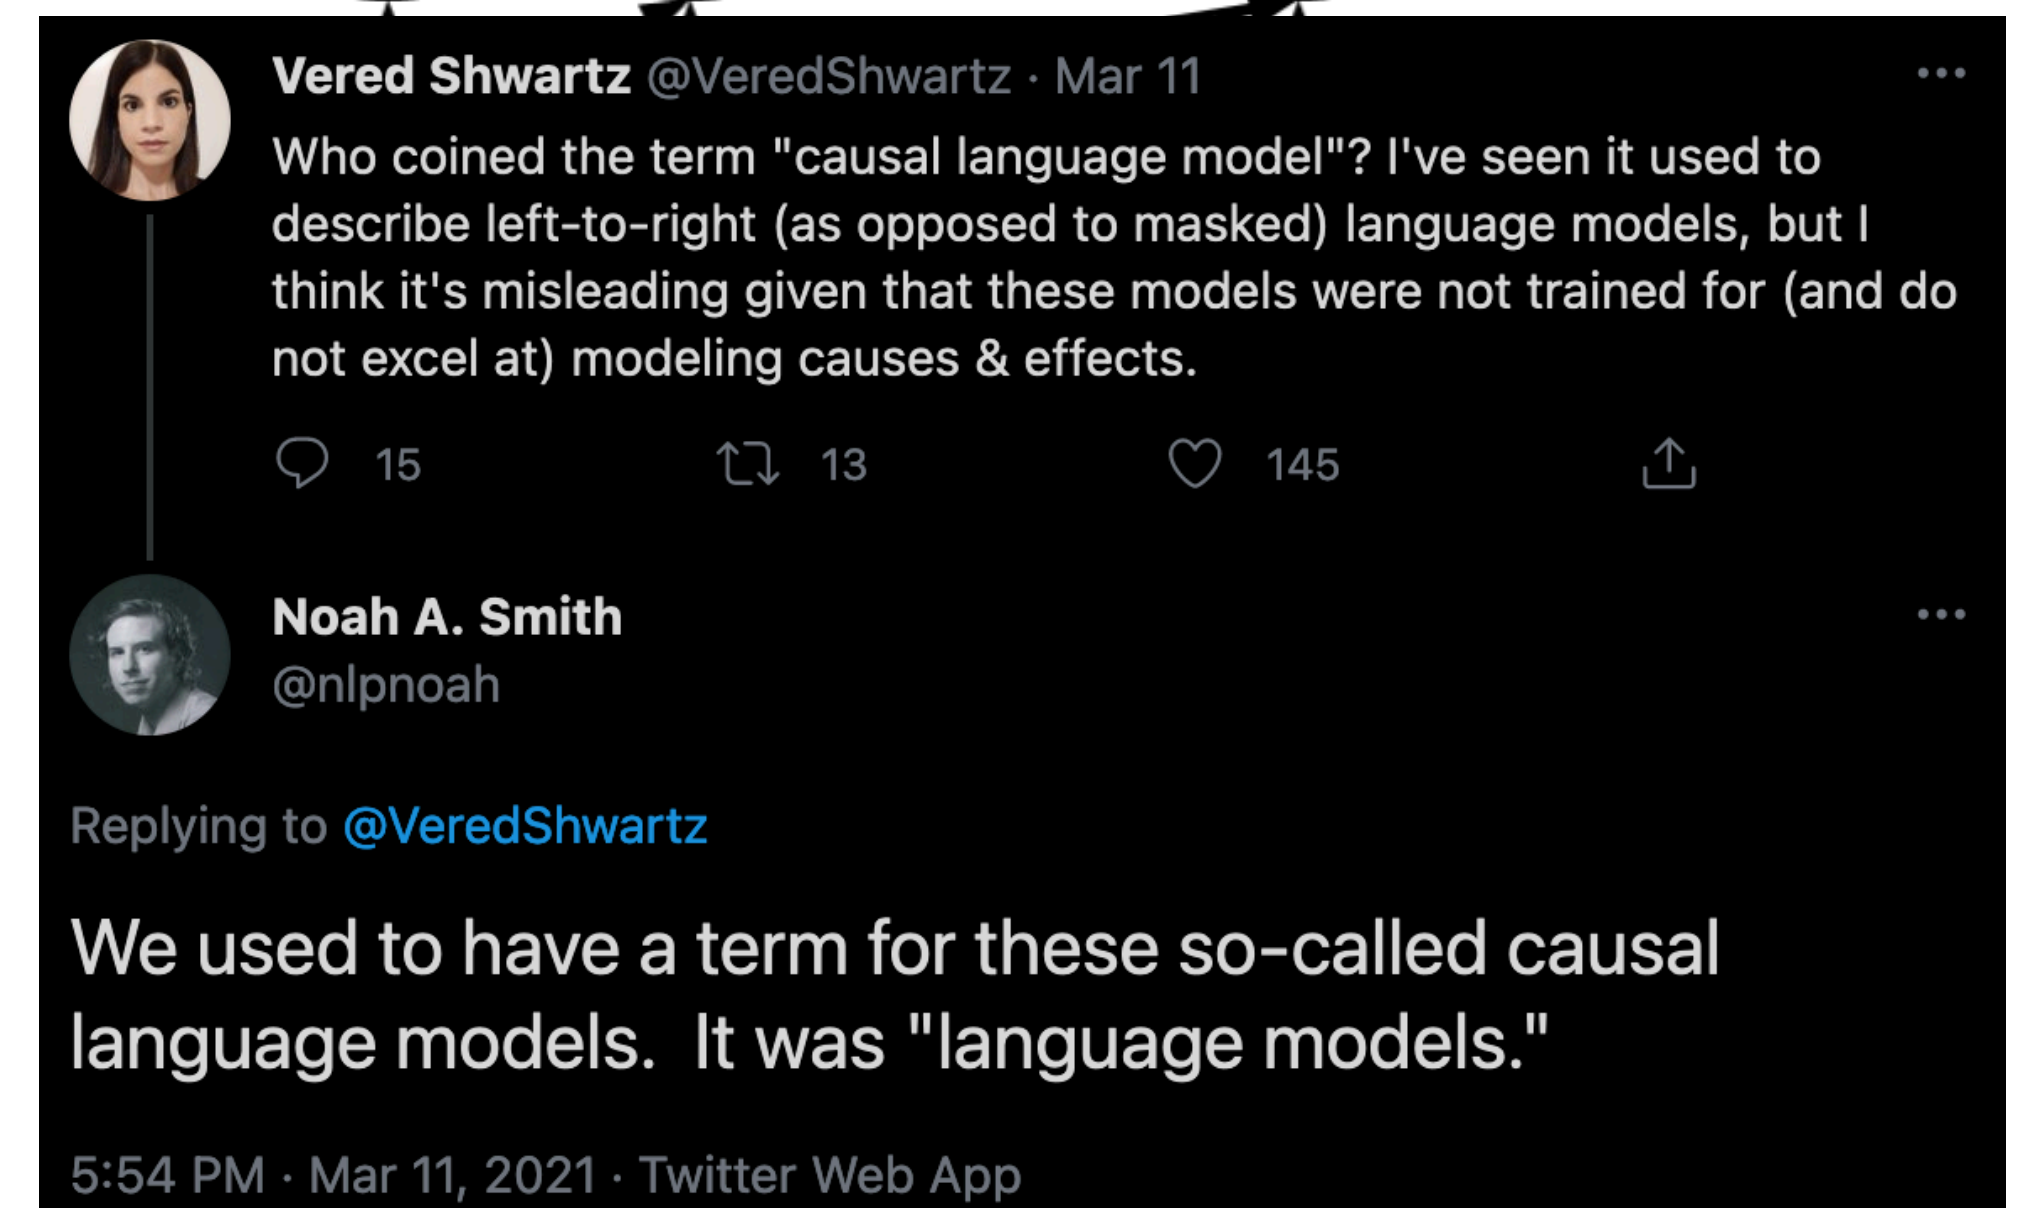 Vered Shwartz @VeredShwartz · Mar 11
Who coined the term "causal language model"? I've seen it used to
describe left-to-right (as opposed to masked) language models, but I
think it's misleading given that these models were not trained for (and do
not excel at) modeling causes & effects.
15 13 145
Noah A. Smith
@nlpnoah
Replying to @VeredShwartz
We used to have a term for these so-called causal
language models.  It was "language models."
5:54 PM · Mar 11, 2021 · Twitter Web App